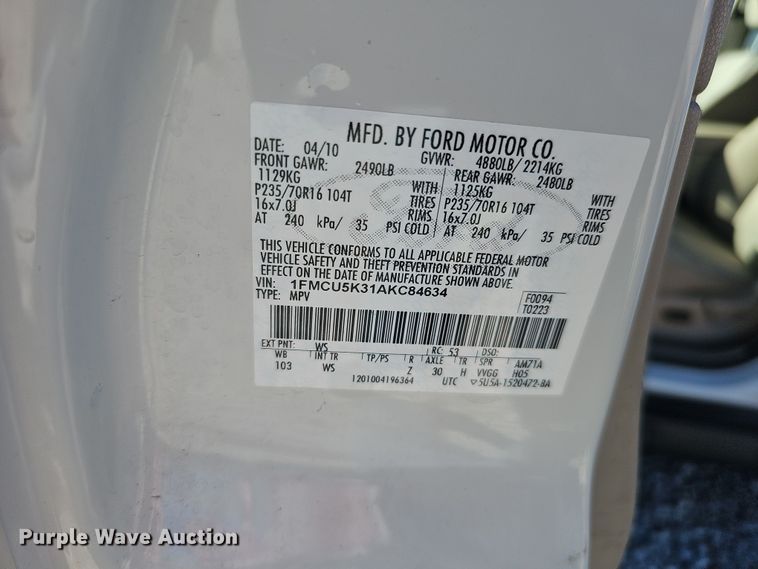 MFD. BY FORD MOTOR CO.
DATE: 04/10 GVWR: 4880LB/2214KG
FRONT GAWR: 2490LB REAR GAWR: 2480LB
1129KG WITH 1125KG WITH
P235/70R16 104T TIRES P235/70R16 104T TIRES
16x7.0J RIMS 16x7.0J RIMS
AT 240 kPa/ 35 PSI COLD AT 240 kPa/ 35 PSI COLD
THIS VEHICLE CONFORMS TO ALL APPLICABLE FEDERAL MOTOR
VEHICLE SAFETY AND THEFT PREVENTION STANDARDS IN
EFFECT ON THE DATE OF MANUFACTURE SHOWN ABOVE.
VIN: 1FMCU5K31AKC84634 F0094
TYPE: MPV T0223
EXT PNT: WS RC: 53 DSO:
WB INT TR TP/PS R AXLE TR SPR AM71A
103 WS Z 30 H VVGG H05
1201004196364 UTC ▽5U5A-1520472-BA
Purple Wave Auction